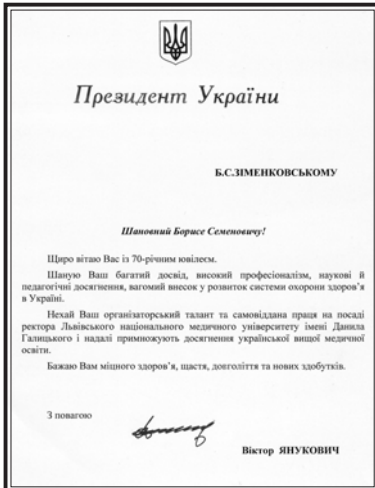 Президент України
Б.С.ЗІМЕНКОВСЬКОМУ
Шановний Борисе Семеновичу!
Щиро вітаю Вас із 70-річним ювілеєм.
Шаную Ваш багатий досвід, високий професіоналізм, наукові й
педагогічні досягнення, вагомий внесок у розвиток системи охорони здоров'я
в Україні.
Нехай Ваш організаторський талант та самовіддана праця на посаді
ректора Львівського національного медичного університету імені Данила
Галицького і надалі примножують досягнення української вищої медичної
освіти.
Бажаю Вам міцного здоров'я, щастя, довголіття та нових здобутків.
З повагою
Віктор ЯНУКОВИЧ